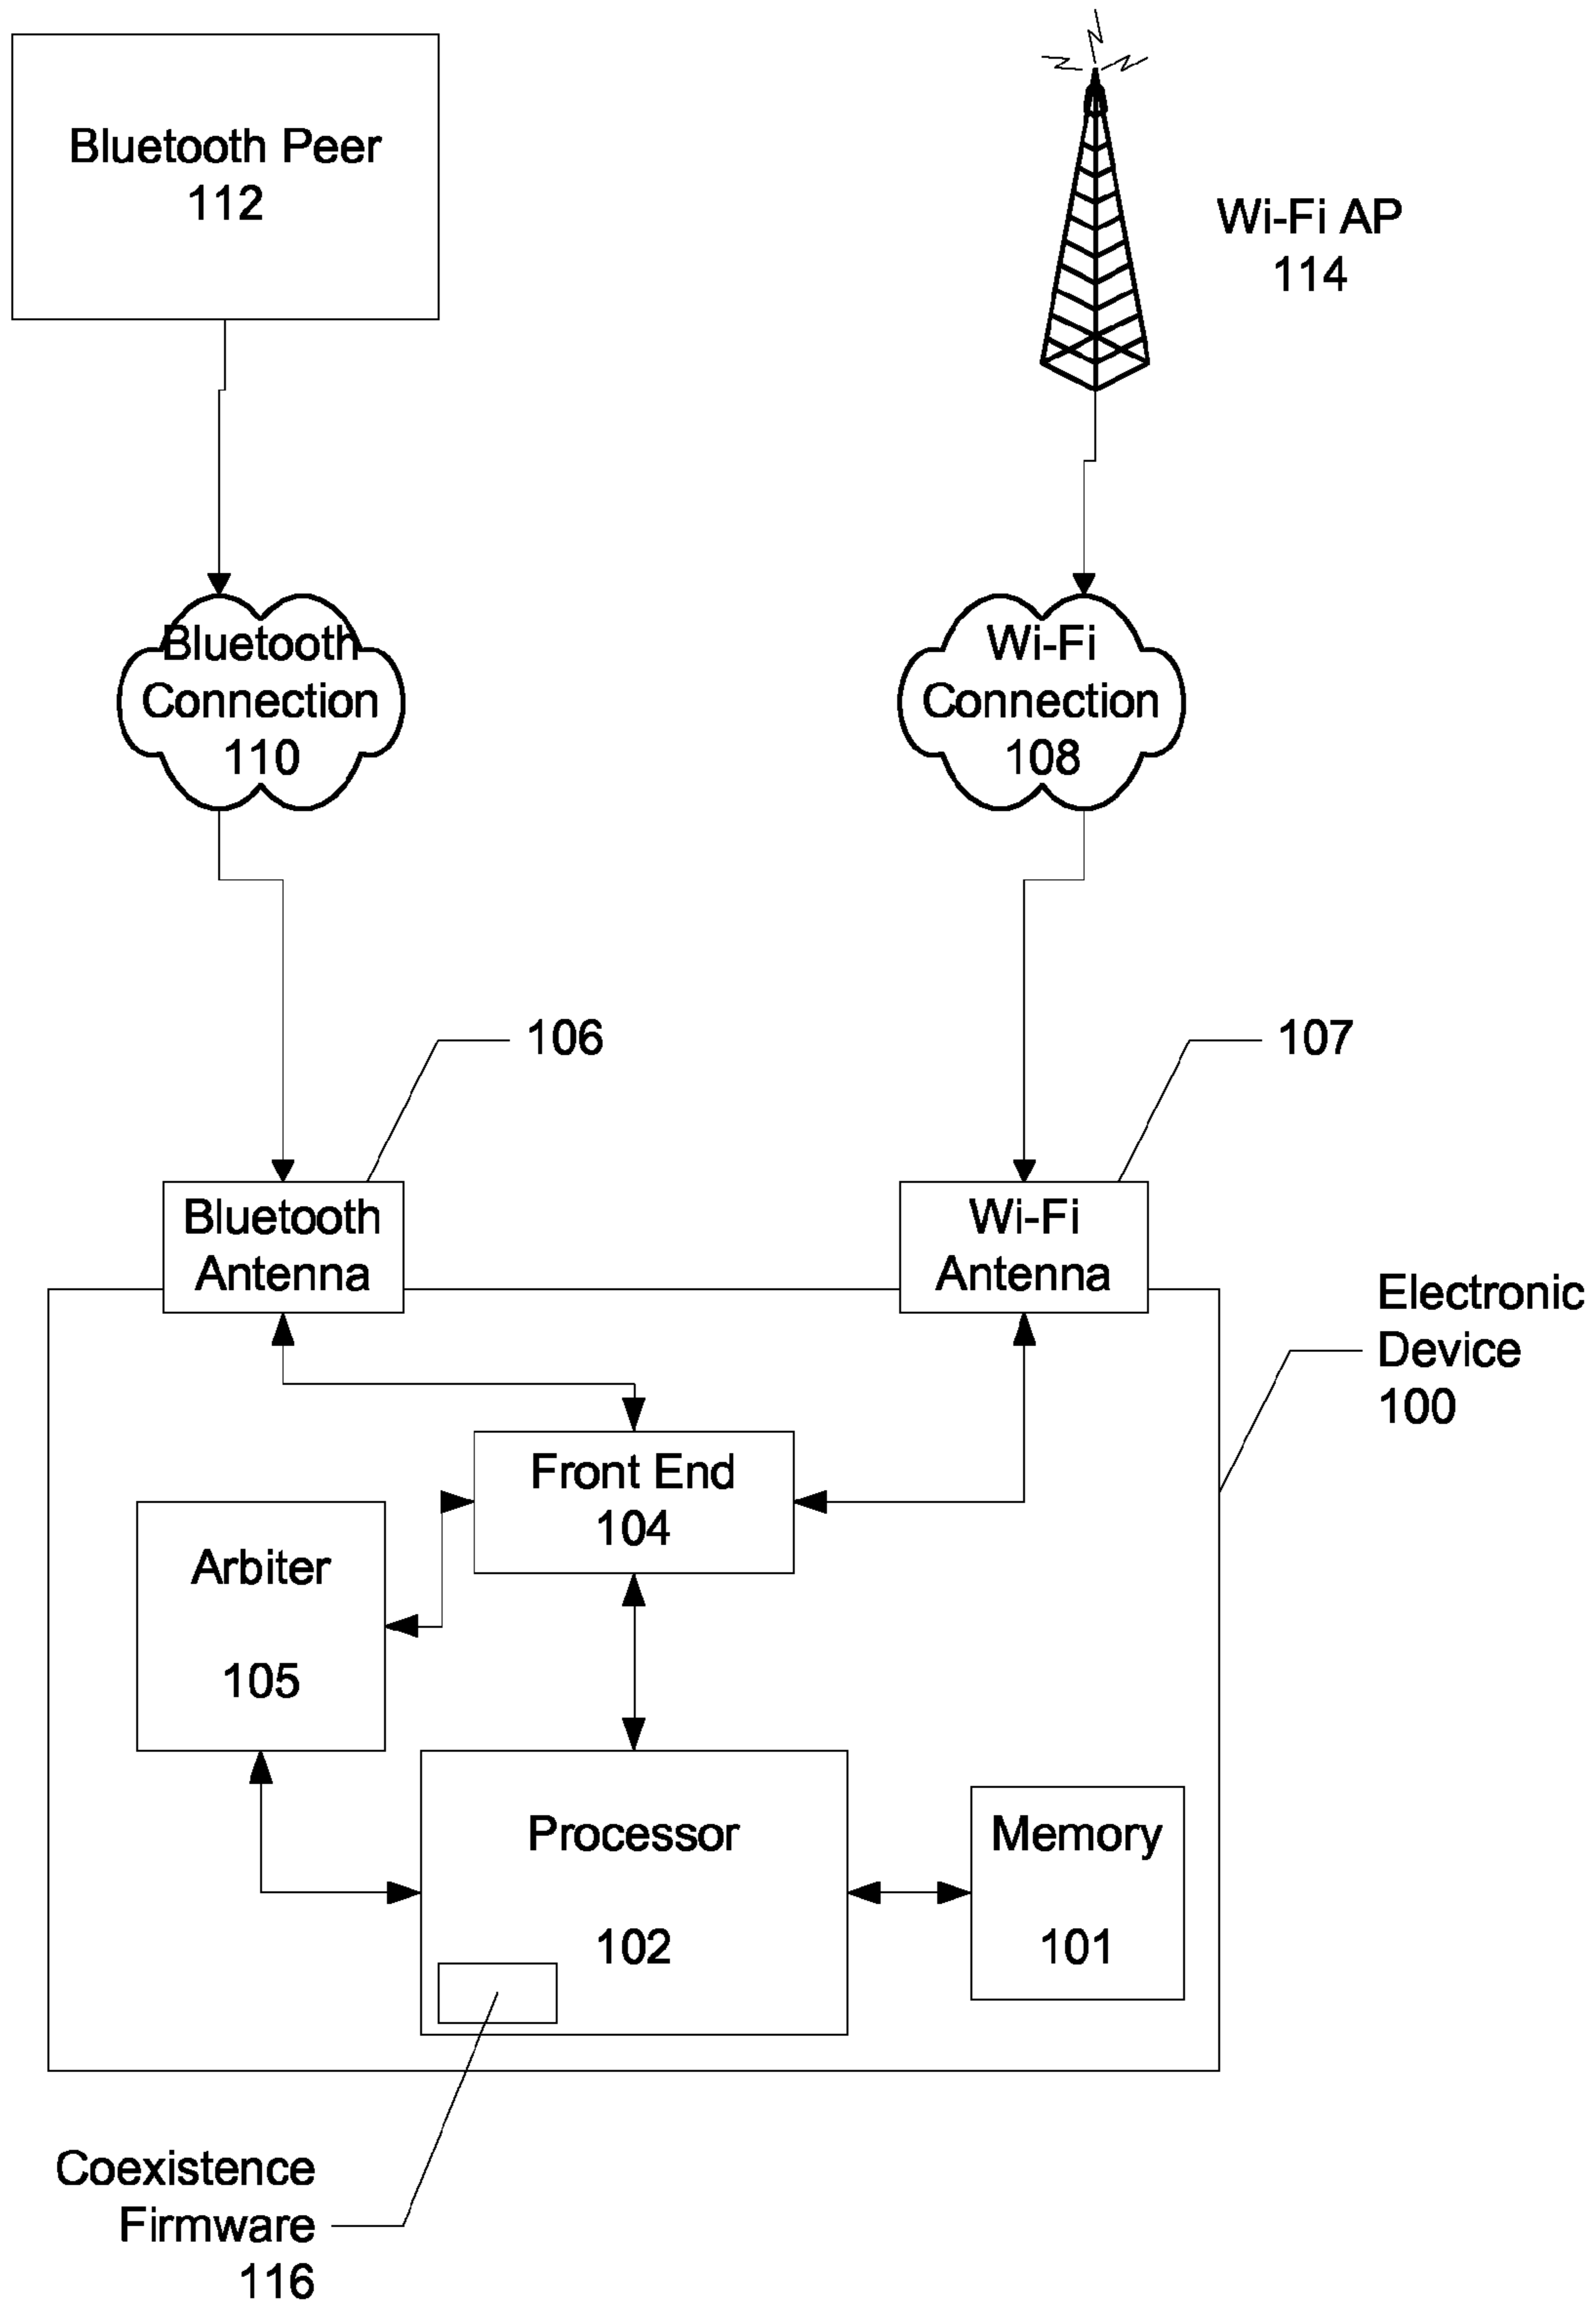 Bluetooth Peer
112
Wi-Fi AP
114
Bluetooth
Connection
110
Wi-Fi
Connection
108
106
107
Bluetooth
Antenna
Wi-Fi
Antenna
Electronic
Device
100
Front End
104
Arbiter
105
Processor
102
Memory
101
Coexistence
Firmware
116